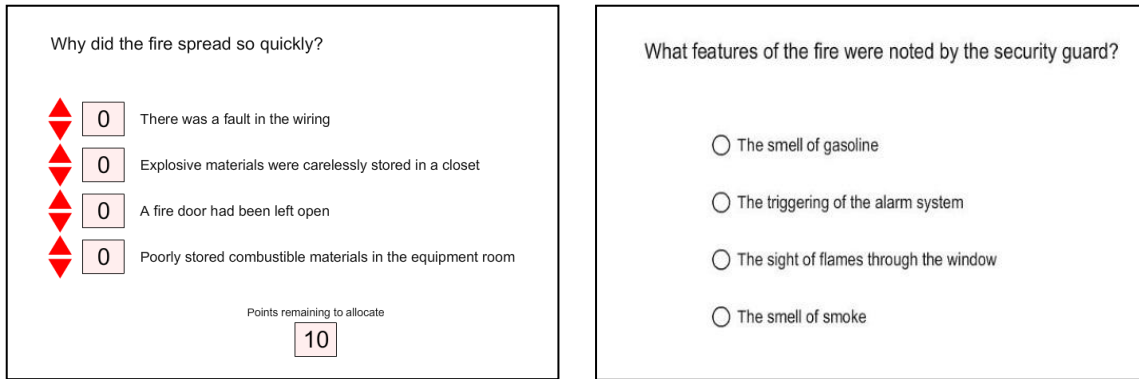 Why did the fire spread so quickly?
0 There was a fault in the wiring
0 Explosive materials were carelessly stored in a closet
0 A fire door had been left open
0 Poorly stored combustible materials in the equipment room
Points remaining to allocate
10
What features of the fire were noted by the security guard?
The smell of gasoline
The triggering of the alarm system
The sight of flames through the window
The smell of smoke